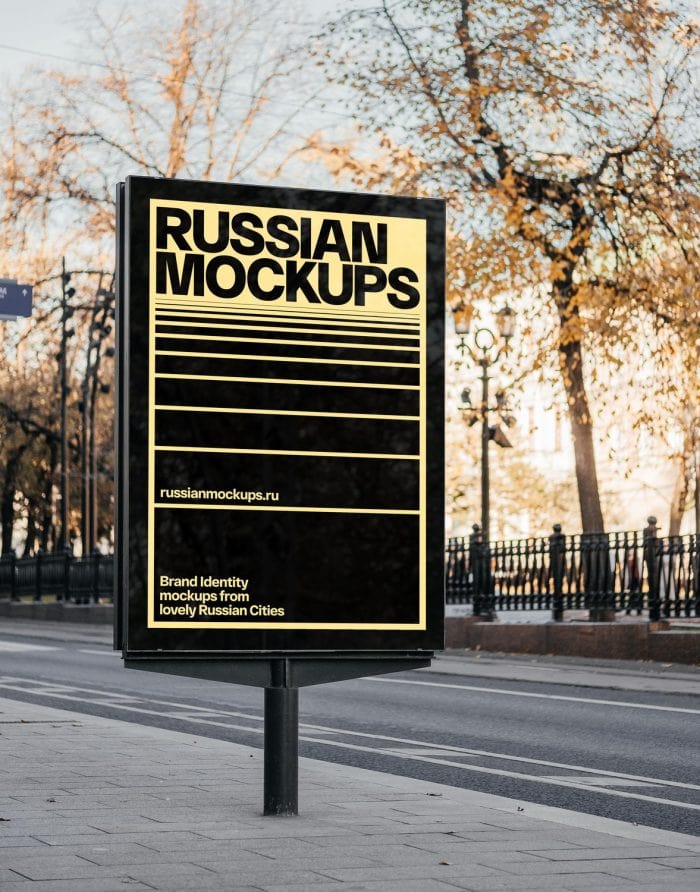 RUSSIAN
MOCKUPS
russianmockups.ru
Brand Identity
mockups from
lovely Russian Cities